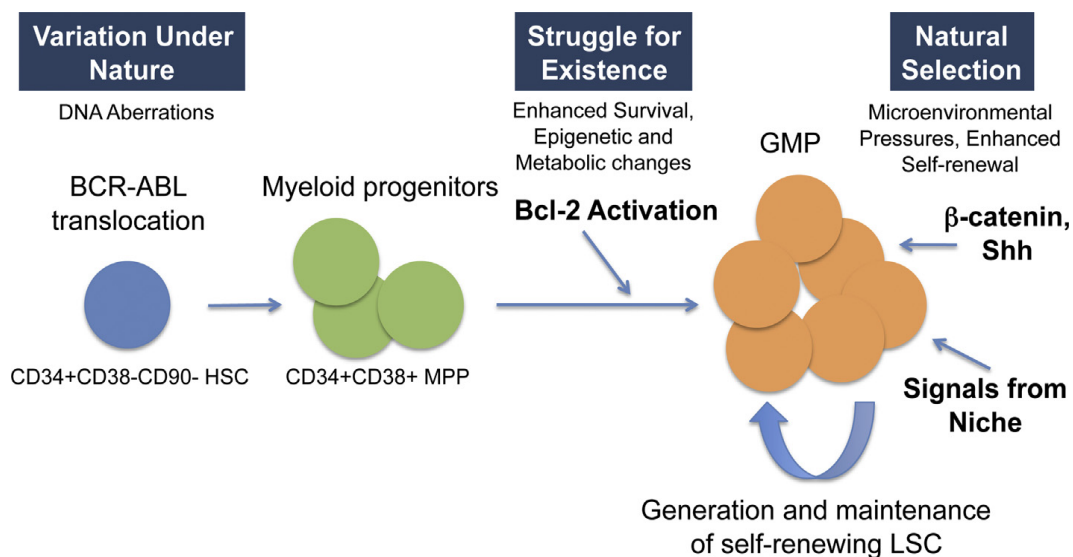 Variation Under
Nature
DNA Aberrations
BCR-ABL
translocation
CD34+CD38-CD90- HSC
Myeloid progenitors
CD34+CD38+ MPP
Struggle for
Existence
Enhanced Survival,
Epigenetic and
Metabolic changes
Bcl-2 Activation
GMP
Natural
Selection
Microenvironmental
Pressures, Enhanced
Self-renewal
β-catenin,
Shh
Signals from
Niche
Generation and maintenance
of self-renewing LSC